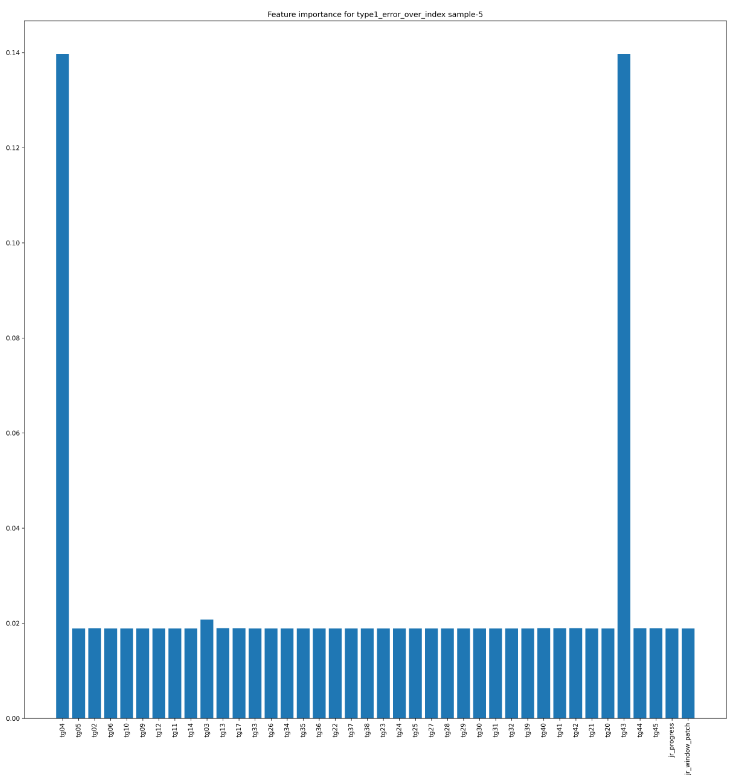 Feature importance for type1_error_over_index sample-5
0.14
0.12
0.10
0.08
0.06
0.04
0.02
0.00
tg04
tg05
tg02
tg06
tg10
tg09
tg12
tg11
tg14
tg03
tg13
tg17
tg33
tg26
tg34
tg35
tg36
tg22
tg37
tg38
tg23
tg24
tg25
tg27
tg28
tg29
tg30
tg31
tg32
tg39
tg40
tg41
tg42
tg21
tg20
tg43
tg44
tg45
jr_progress
jr_window_patch